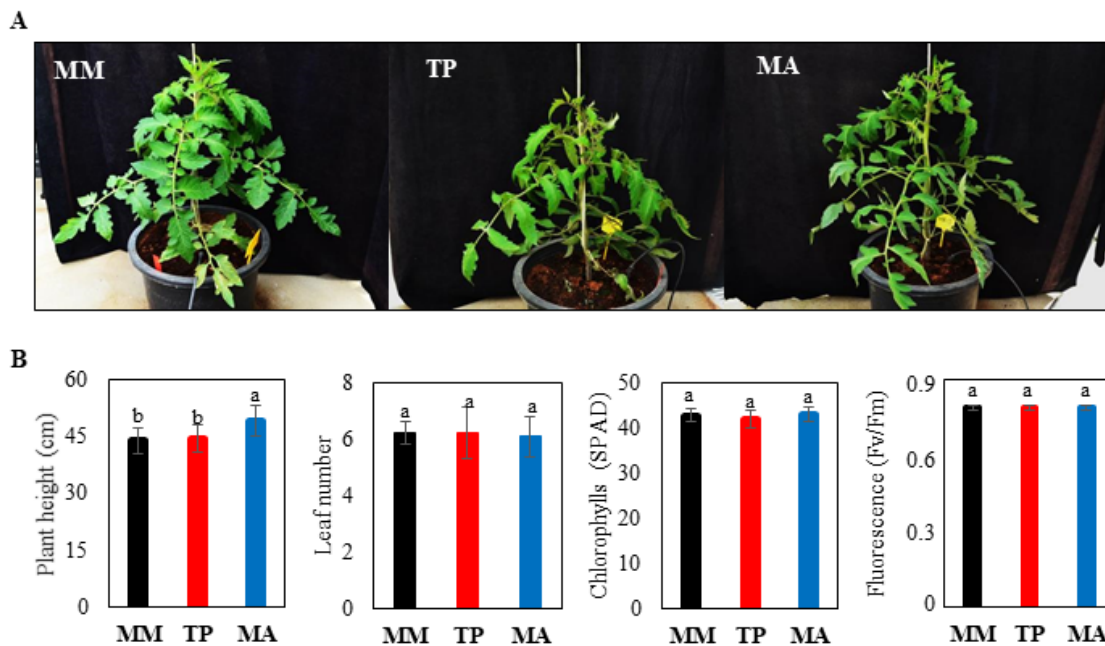 A
MM TP MA
B
Plant height (cm)
60
45
30
15
0
b b a
MM TP MA
Leaf number
8
6
4
2
0
a a a
MM TP MA
Chlorophylls (SPAD)
50
40
30
20
10
0
a a a
MM TP MA
Fluorescence (Fv/Fm)
0.9
0.6
0.3
0
a a a
MM TP MA